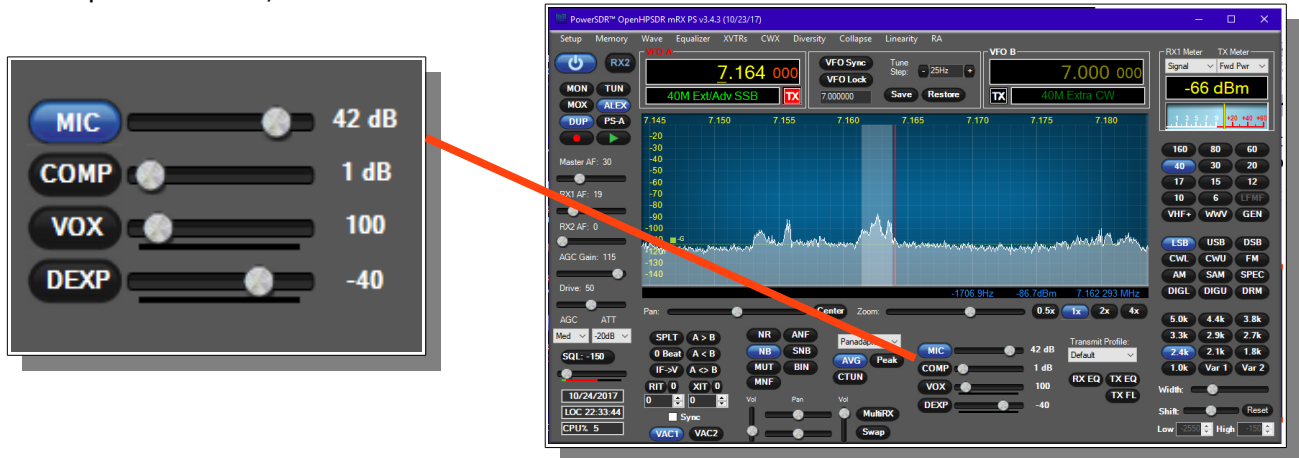 MIC 42 dB
COMP 1 dB
VOX 100
DEXP -40
PowerSDR™ OpenHPSDR mRX PS v3.4.3 (10/23/17)
Setup Memory Wave Equalizer XVTRs CWX Diversity Collapse Linearity RA
RX2
MON TUN
MOX ALEX
DUP PS-A
Master AF: 30
RX1 AF: 19
RX2 AF: 0
AGC Gain: 115
Drive: 50
AGC ATT
Med -20dB
SQL: -150
10/24/2017
LOC 22:33:44
CPU% 5
VFO A
7.164 000
40M Ext/Adv SSB TX
VFO Sync
VFO Lock
7.000000
Tune
Step: - 25Hz +
Save Restore
VFO B
7.000 000
TX 40M Extra CW
7.145 7.150 7.155 7.160 7.165 7.170 7.175 7.180
-20
-30
-40
-50
-60
-70
-80
-90
-100
-G
-120
-130
-140
-1706.9Hz -86.7dBm 7.162 293 MHz
Pan: Center Zoom: 0.5x 1x 2x 4x
SPLT A > B
0 Beat A < B
IF->V A <> B
RIT 0 XIT 0
0 0
Sync
VAC1 VAC2
NR ANF
NB SNB
MUT BIN
MNF
Vol Pan Vol
Panadap
AVG Peak
CTUN
MultiRX
Swap
MIC 42 dB
COMP 1 dB
VOX 100
DEXP -40
Transmit Profile:
Default
RX EQ TX EQ
TX FL
RX1 Meter TX Meter
Signal Fwd Pwr
-66 dBm
1 3 5 7 9 +20 +40 +60
160 80 60
40 30 20
17 15 12
10 6 LFMF
VHF+ WWV GEN
LSB USB DSB
CWL CWU FM
AM SAM SPEC
DIGL DIGU DRM
5.0k 4.4k 3.8k
3.3k 2.9k 2.7k
2.4k 2.1k 1.8k
1.0k Var 1 Var 2
Width:
Shift: Reset
Low -2550 High -150